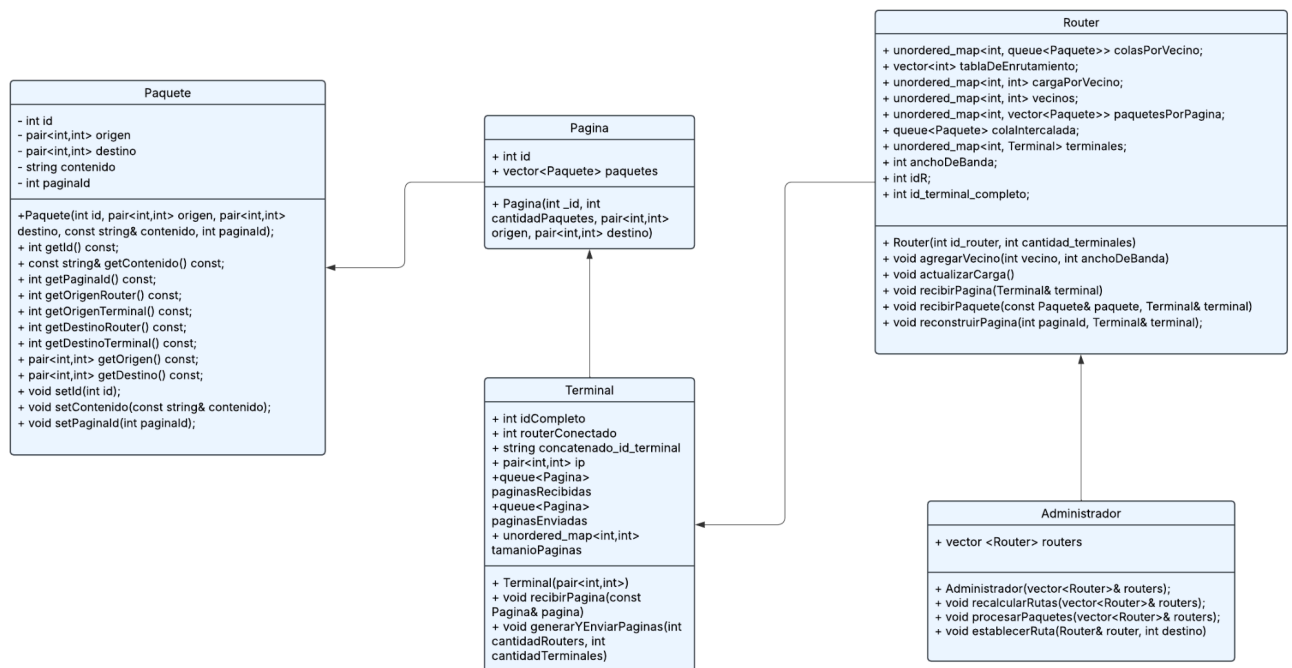 Paquete
- int id
- pair<int,int> origen
- pair<int,int> destino
- string contenido
- int paginaId
+Paquete(int id, pair<int,int> origen, pair<int,int>
destino, const string& contenido, int paginaId);
+ int getId() const;
+ const string& getContenido() const;
+ int getPaginaId() const;
+ int getOrigenRouter() const;
+ int getOrigenTerminal() const;
+ int getDestinoRouter() const;
+ int getDestinoTerminal() const;
+ pair<int,int> getOrigen() const;
+ pair<int,int> getDestino() const;
+ void setId(int id);
+ void setContenido(const string& contenido);
+ void setPaginaId(int paginaId);
Pagina
+ int id
+ vector<Paquete> paquetes
+ Pagina(int _id, int
cantidadPaquetes, pair<int,int>
origen, pair<int,int> destino)
Terminal
+ int idCompleto
+ int routerConectado
+ string concatenado_id_terminal
+ pair<int,int> ip
+queue<Pagina>
paginasRecibidas
+queue<Pagina>
paginasEnviadas
+ unordered_map<int,int>
tamanioPaginas
+ Terminal(pair<int,int>)
+ void recibirPagina(const
Pagina& pagina)
+ void generarYEnviarPaginas(int
cantidadRouters, int
cantidadTerminales)
Router
+ unordered_map<int, queue<Paquete>> colasPorVecino;
+ vector<int> tablaDeEnrutamiento;
+ unordered_map<int, int> cargaPorVecino;
+ unordered_map<int, int> vecinos;
+ unordered_map<int, vector<Paquete>> paquetesPorPagina;
+ queue<Paquete> colaIntercalada;
+ unordered_map<int, Terminal> terminales;
+ int anchoDeBanda;
+ int idR;
+ int id_terminal_completo;
+ Router(int id_router, int cantidad_terminales)
+ void agregarVecino(int vecino, int anchoDeBanda)
+ void actualizarCarga()
+ void recibirPagina(Terminal& terminal)
+ void recibirPaquete(const Paquete& paquete, Terminal& terminal)
+ void reconstruirPagina(int paginaId, Terminal& terminal);
Administrador
+ vector <Router> routers
+ Administrador(vector<Router>& routers);
+ void recalcularRutas(vector<Router>& routers);
+ void procesarPaquetes(vector<Router>& routers);
+ void establecerRuta(Router& router, int destino)